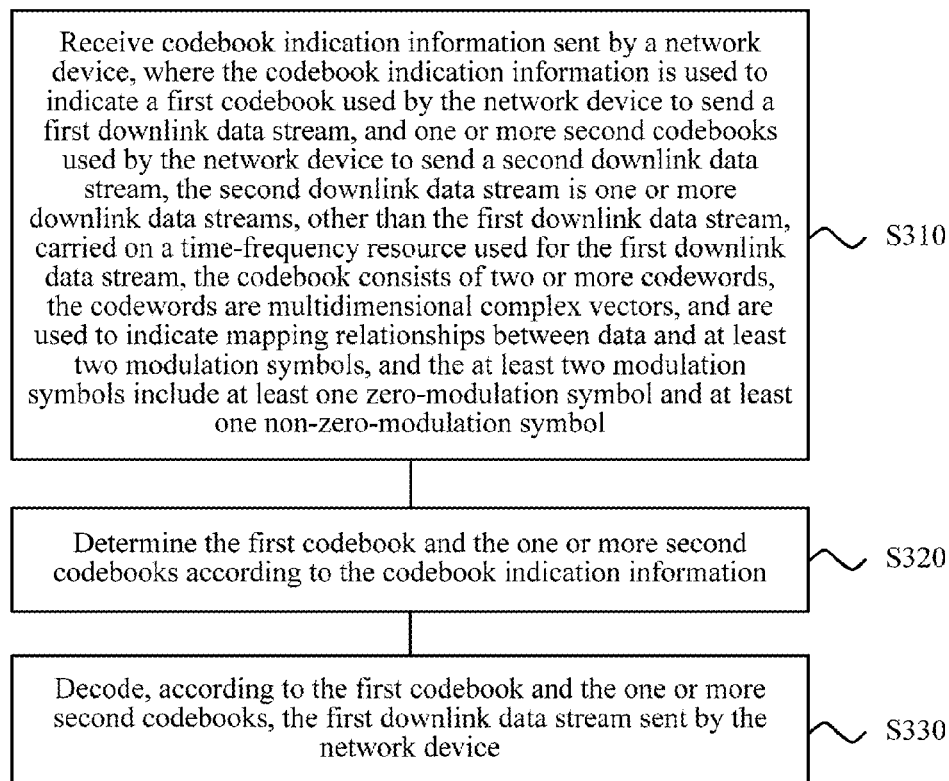 Receive codebook indication information sent by a network
device, where the codebook indication information is used to
indicate a first codebook used by the network device to send a
first downlink data stream, and one or more second codebooks
used by the network device to send a second downlink data
stream, the second downlink data stream is one or more
downlink data streams, other than the first downlink data stream,
carried on a time-frequency resource used for the first downlink
data stream, the codebook consists of two or more codewords,
the codewords are multidimensional complex vectors, and are
used to indicate mapping relationships between data and at least
two modulation symbols, and the at least two modulation
symbols include at least one zero-modulation symbol and at least
one non-zero-modulation symbol
S310
Determine the first codebook and the one or more second
codebooks according to the codebook indication information
S320
Decode, according to the first codebook and the one or more
second codebooks, the first downlink data stream sent by the
network device
S330